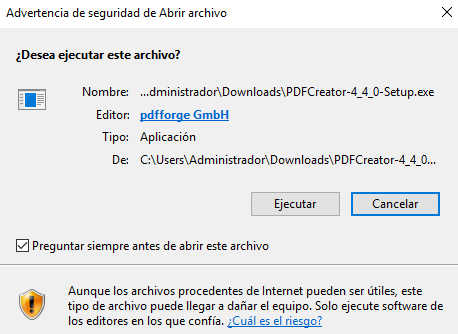 Advertencia de seguridad de Abrir archivo
¿Desea ejecutar este archivo?
Nombre: ...dministrador\Downloads\PDFCreator-4_4_0-Setup.exe
Editor: pdfforge GmbH
Tipo: Aplicación
De: C:\Users\Administrador\Downloads\PDFCreator-4_4_0...
Ejecutar Cancelar
Preguntar siempre antes de abrir este archivo
Aunque los archivos procedentes de Internet pueden ser útiles, este
tipo de archivo puede llegar a dañar el equipo. Solo ejecute software de
los editores en los que confía. ¿Cuál es el riesgo?